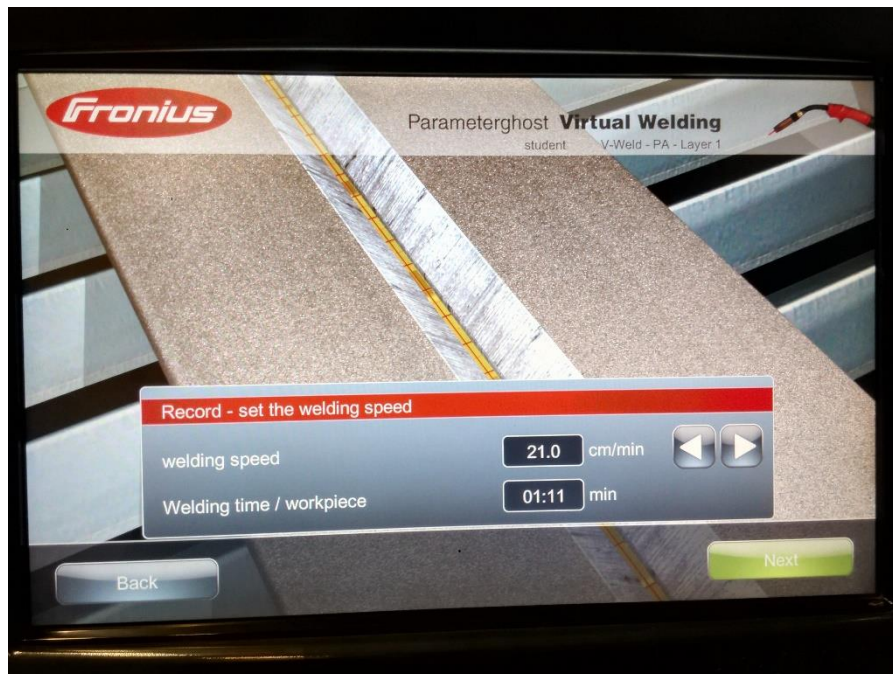 Fronius
Parameterghost Virtual Welding
student V-Weld - PA - Layer 1
Record - set the welding speed
welding speed 21.0 cm/min
Welding time / workpiece 01:11 min
Back
Next